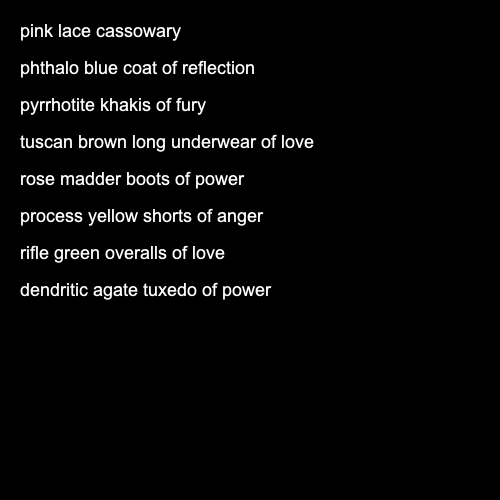 pink lace cassowary
phthalo blue coat of reflection
pyrrhotite khakis of fury
tuscan brown long underwear of love
rose madder boots of power
process yellow shorts of anger
rifle green overalls of love
dendritic agate tuxedo of power